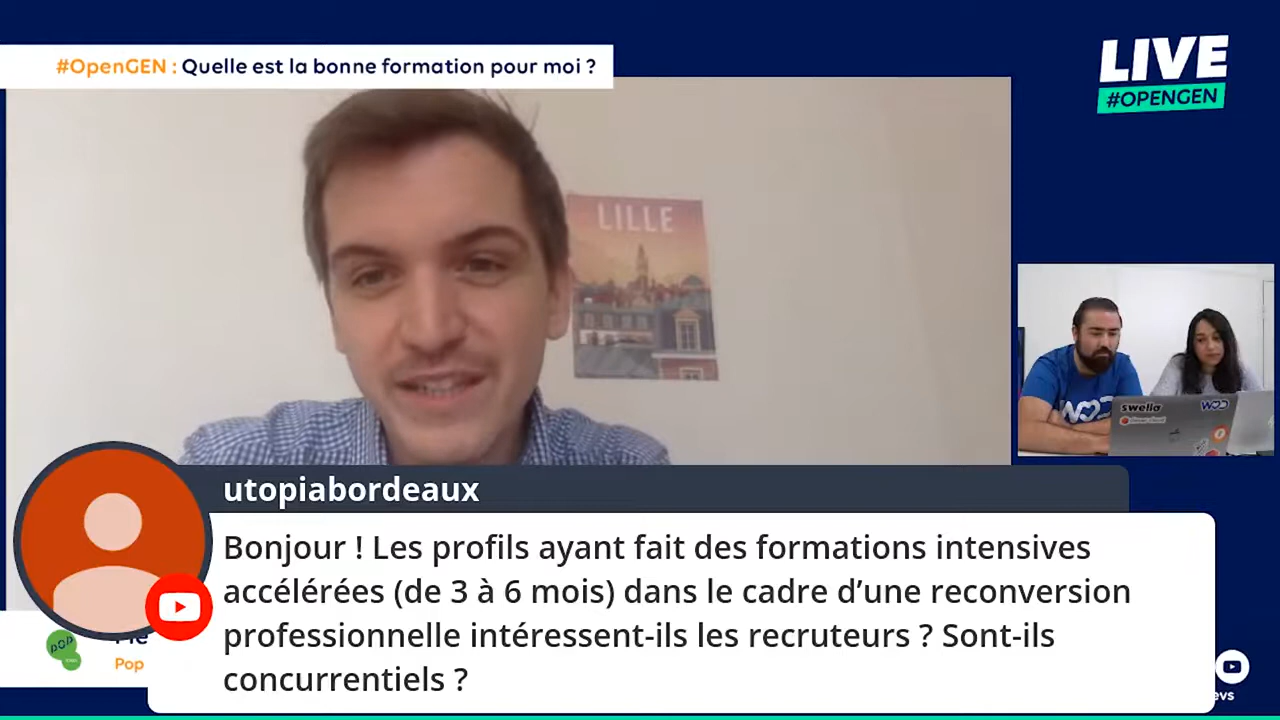 #OpenGEN : Quelle est la bonne formation pour moi ?
LIVE
#OPENGEN
LILLE
swello
utopiabordeaux
Bonjour ! Les profils ayant fait des formations intensives
accélérées (de 3 à 6 mois) dans le cadre d’une reconversion
professionnelle intéressent-ils les recruteurs ? Sont-ils
concurrentiels ?
POP
Pop
evs